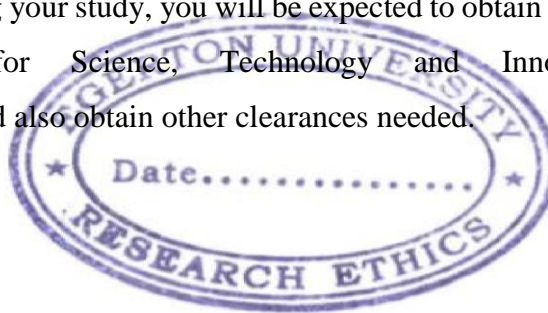 your study, you will be expected to obtain
for Science, Technology and
also obtain other clearances needed.
EGERTON UNIVERSITY
★ Date................ ★
RESEARCH ETHICS